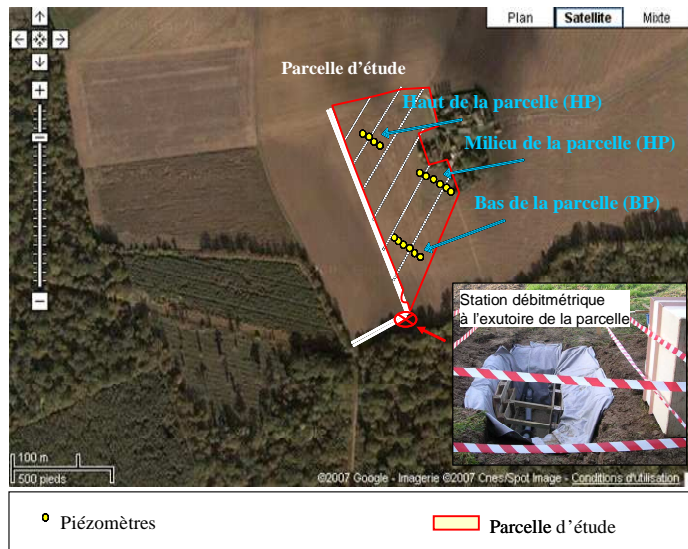 Plan Satellite Mixte
Parcelle d'étude
Haut de la parcelle (HP)
Milieu de la parcelle (HP)
Bas de la parcelle (BP)
Station débitmétrique
à l'exutoire de la parcelle
100 m
500 pieds
©2007 Google - Imagerie ©2007 Cnes/Spot Image - Conditions d'utilisation
Piézomètres
Parcelle d'étude